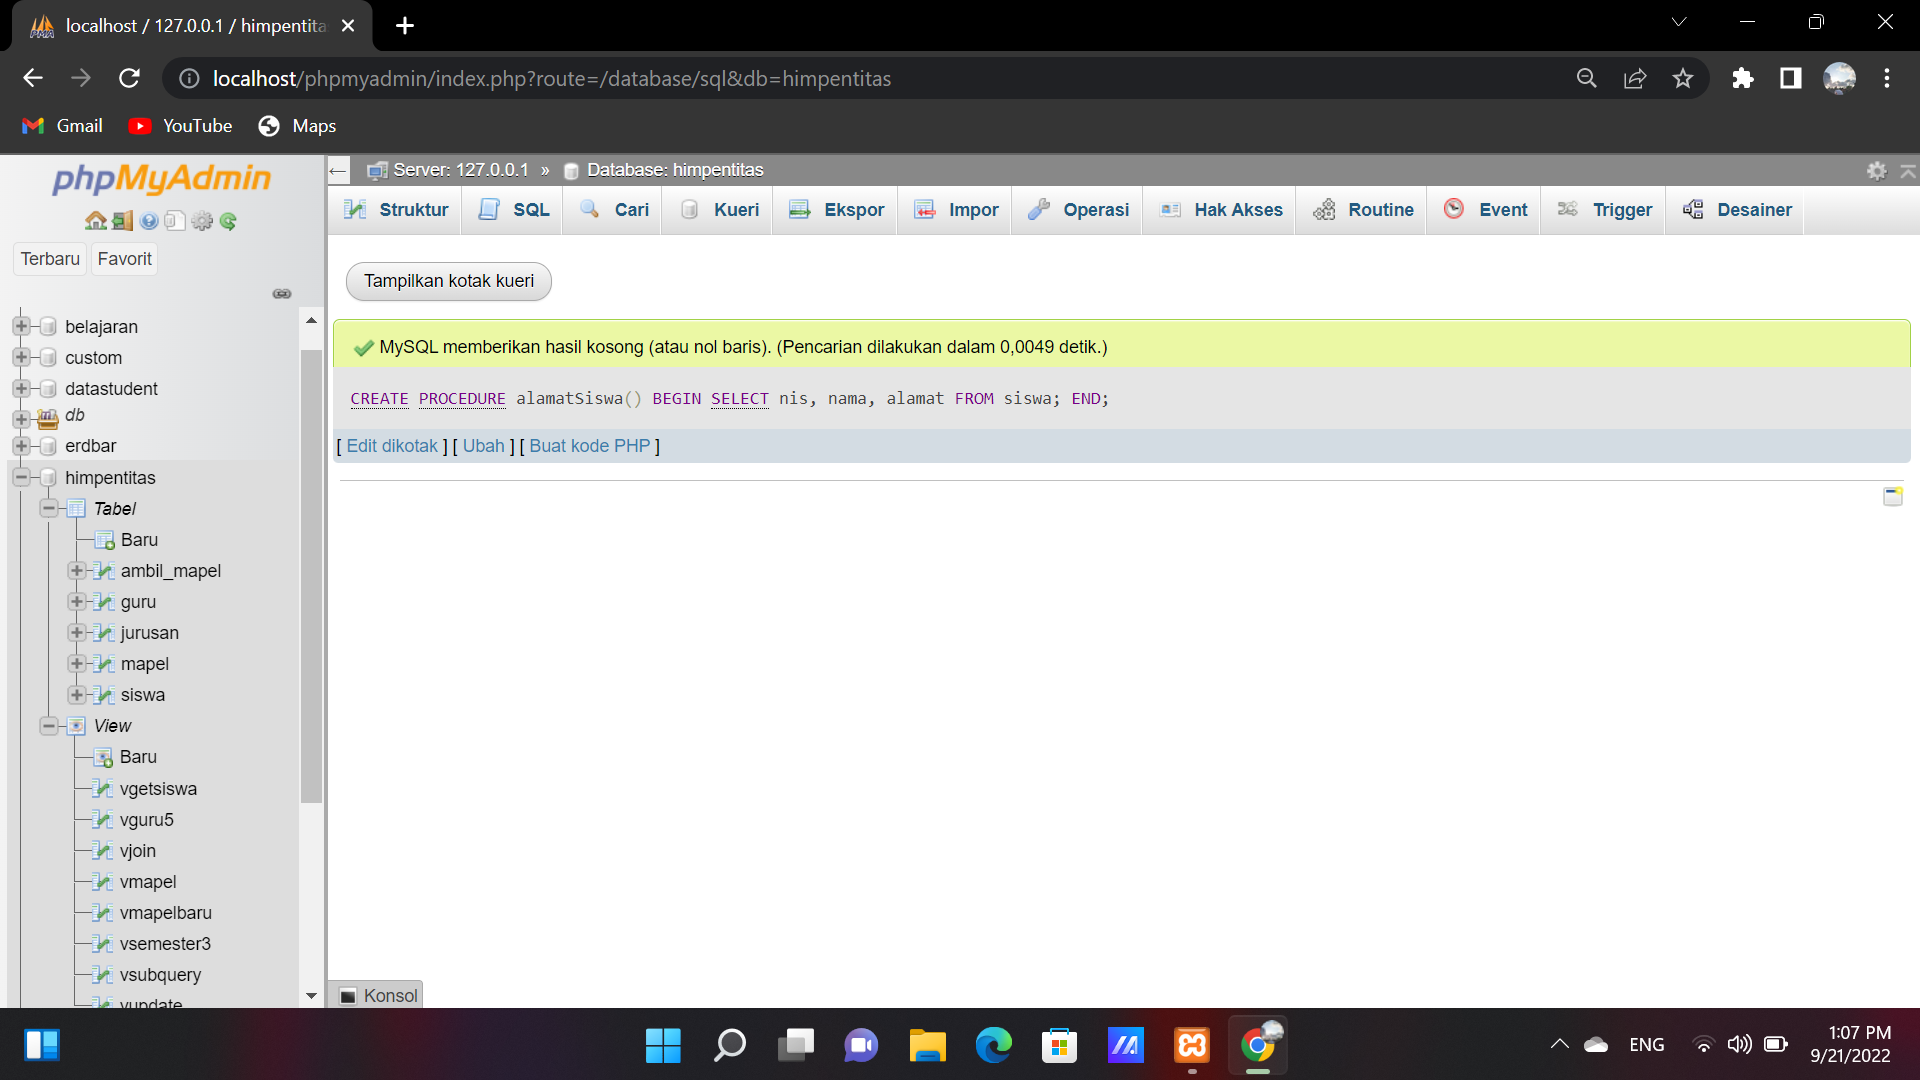 localhost / 127.0.0.1 / himpentitas
localhost/phpmyadmin/index.php?route=/database/sql&db=himpentitas
Gmail YouTube Maps
phpMyAdmin
Terbaru Favorit
belajaran
custom
datastudent
db
erdbar
himpentitas
Tabel
Baru
ambil_mapel
guru
jurusan
mapel
siswa
View
Baru
vgetsiswa
vguru5
vjoin
vmapel
vmapelbaru
vsemester3
vsubquery
vupdate
Server: 127.0.0.1 » Database: himpentitas
Struktur SQL Cari Kueri Ekspor Impor Operasi Hak Akses Routine Event Trigger Desainer
Tampilkan kotak kueri
MySQL memberikan hasil kosong (atau nol baris). (Pencarian dilakukan dalam 0,0049 detik.)
CREATE PROCEDURE alamatSiswa() BEGIN SELECT nis, nama, alamat FROM siswa; END;
[ Edit dikotak ] [ Ubah ] [ Buat kode PHP ]
Konsol
ENG
1:07 PM
9/21/2022